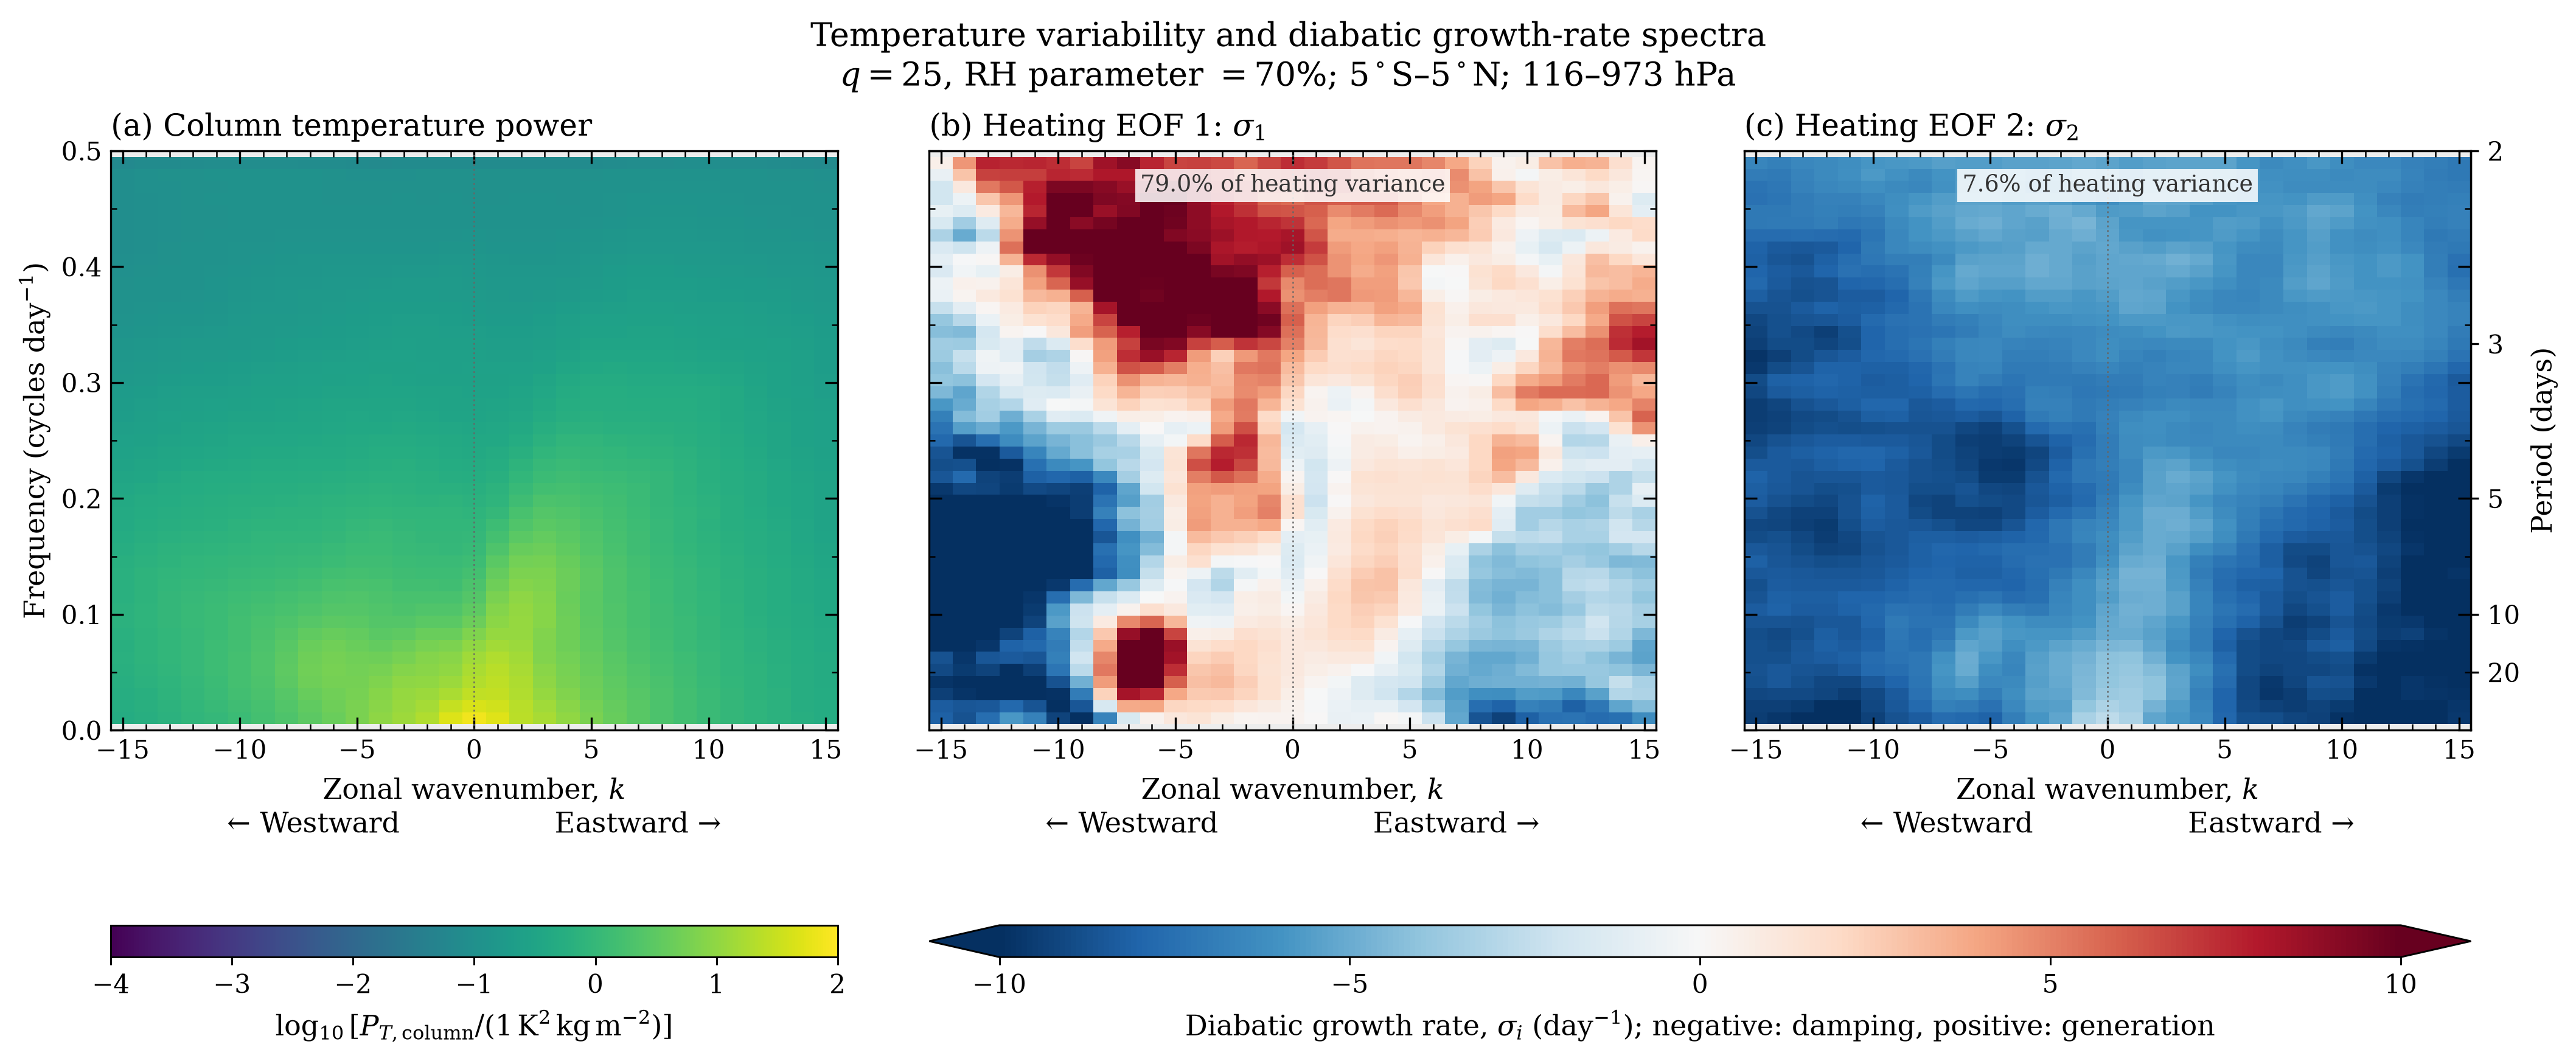 Temperature variability and diabatic growth-rate spectra
q = 25, RH parameter = 70%; 5°S–5°N; 116–973 hPa
(a) Column temperature power
(b) Heating EOF 1: σ₁
(c) Heating EOF 2: σ₂
79.0% of heating variance
7.6% of heating variance
Frequency (cycles day⁻¹)
0.5
0.4
0.3
0.2
0.1
0.0
2
3
5
10
20
Period (days)
−15 −10 −5 0 5 10 15
−15 −10 −5 0 5 10 15
−15 −10 −5 0 5 10 15
Zonal wavenumber, k
← Westward Eastward →
Zonal wavenumber, k
← Westward Eastward →
Zonal wavenumber, k
← Westward Eastward →
−4 −3 −2 −1 0 1 2
log₁₀ [P_T, column/(1 K² kg m⁻²)]
−10 −5 0 5 10
Diabatic growth rate, σᵢ (day⁻¹); negative: damping, positive: generation